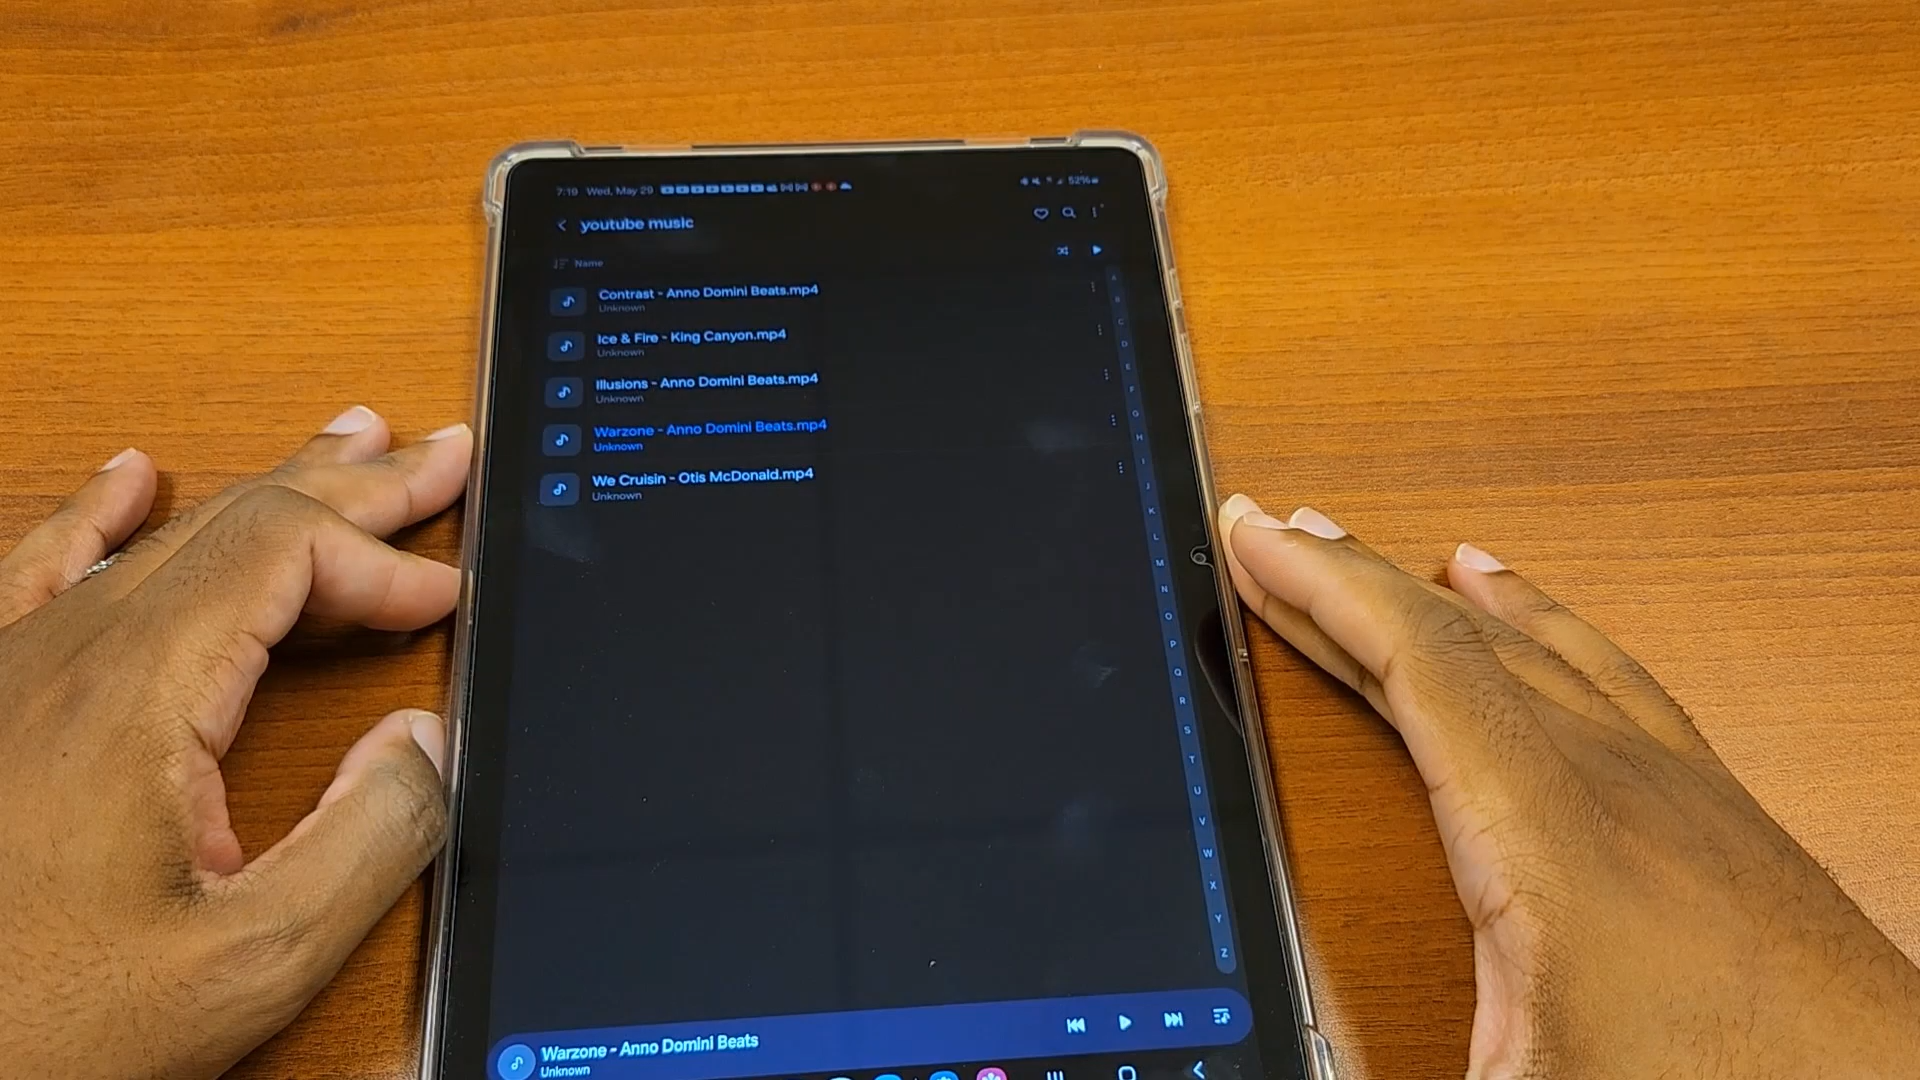 7:19 Wed, May 29 52%
youtube music
Name
Contrast - Anno Domini Beats.mp4
Unknown
Ice & Fire - King Canyon.mp4
Unknown
Illusions - Anno Domini Beats.mp4
Unknown
Warzone - Anno Domini Beats.mp4
Unknown
We Cruisin - Otis McDonald.mp4
Unknown
A
B
C
D
E
F
G
H
I
J
K
L
M
N
O
P
Q
R
S
T
U
V
W
X
Y
Z
Warzone - Anno Domini Beats
Unknown